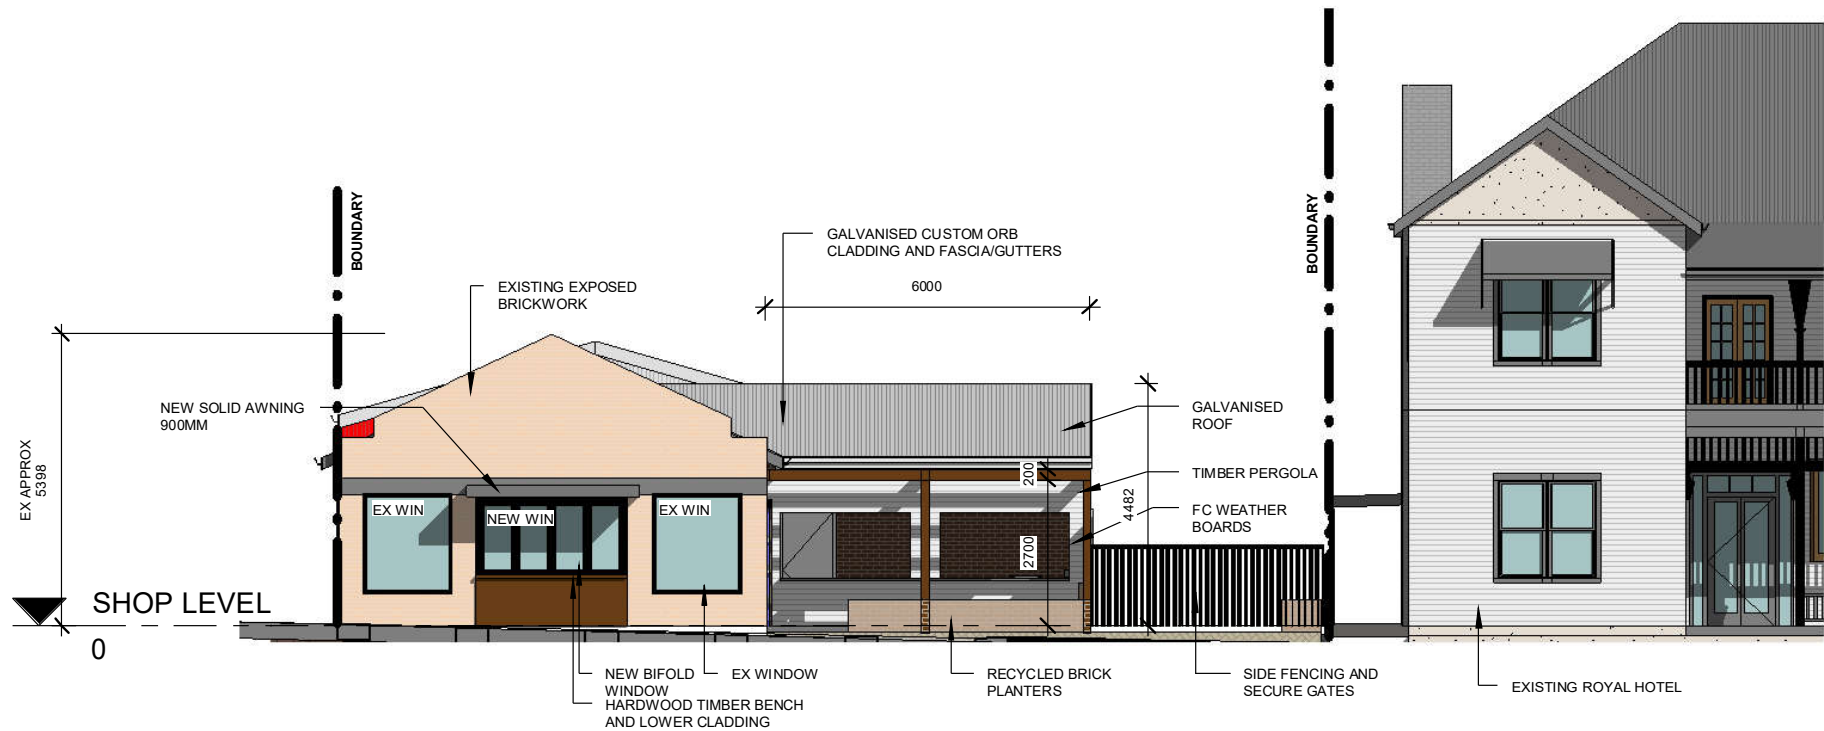 BOUNDARY
BOUNDARY
GALVANISED CUSTOM ORB
CLADDING AND FASCIA/GUTTERS
EXISTING EXPOSED
BRICKWORK
6000
NEW SOLID AWNING
900MM
GALVANISED
ROOF
EX APPROX
5398
200
TIMBER PERGOLA
4482
EX WIN
NEW WIN
EX WIN
FC WEATHER
BOARDS
2700
SHOP LEVEL
0
NEW BIFOLD
WINDOW
EX WINDOW
HARDWOOD TIMBER BENCH
AND LOWER CLADDING
RECYCLED BRICK
PLANTERS
SIDE FENCING AND
SECURE GATES
EXISTING ROYAL HOTEL